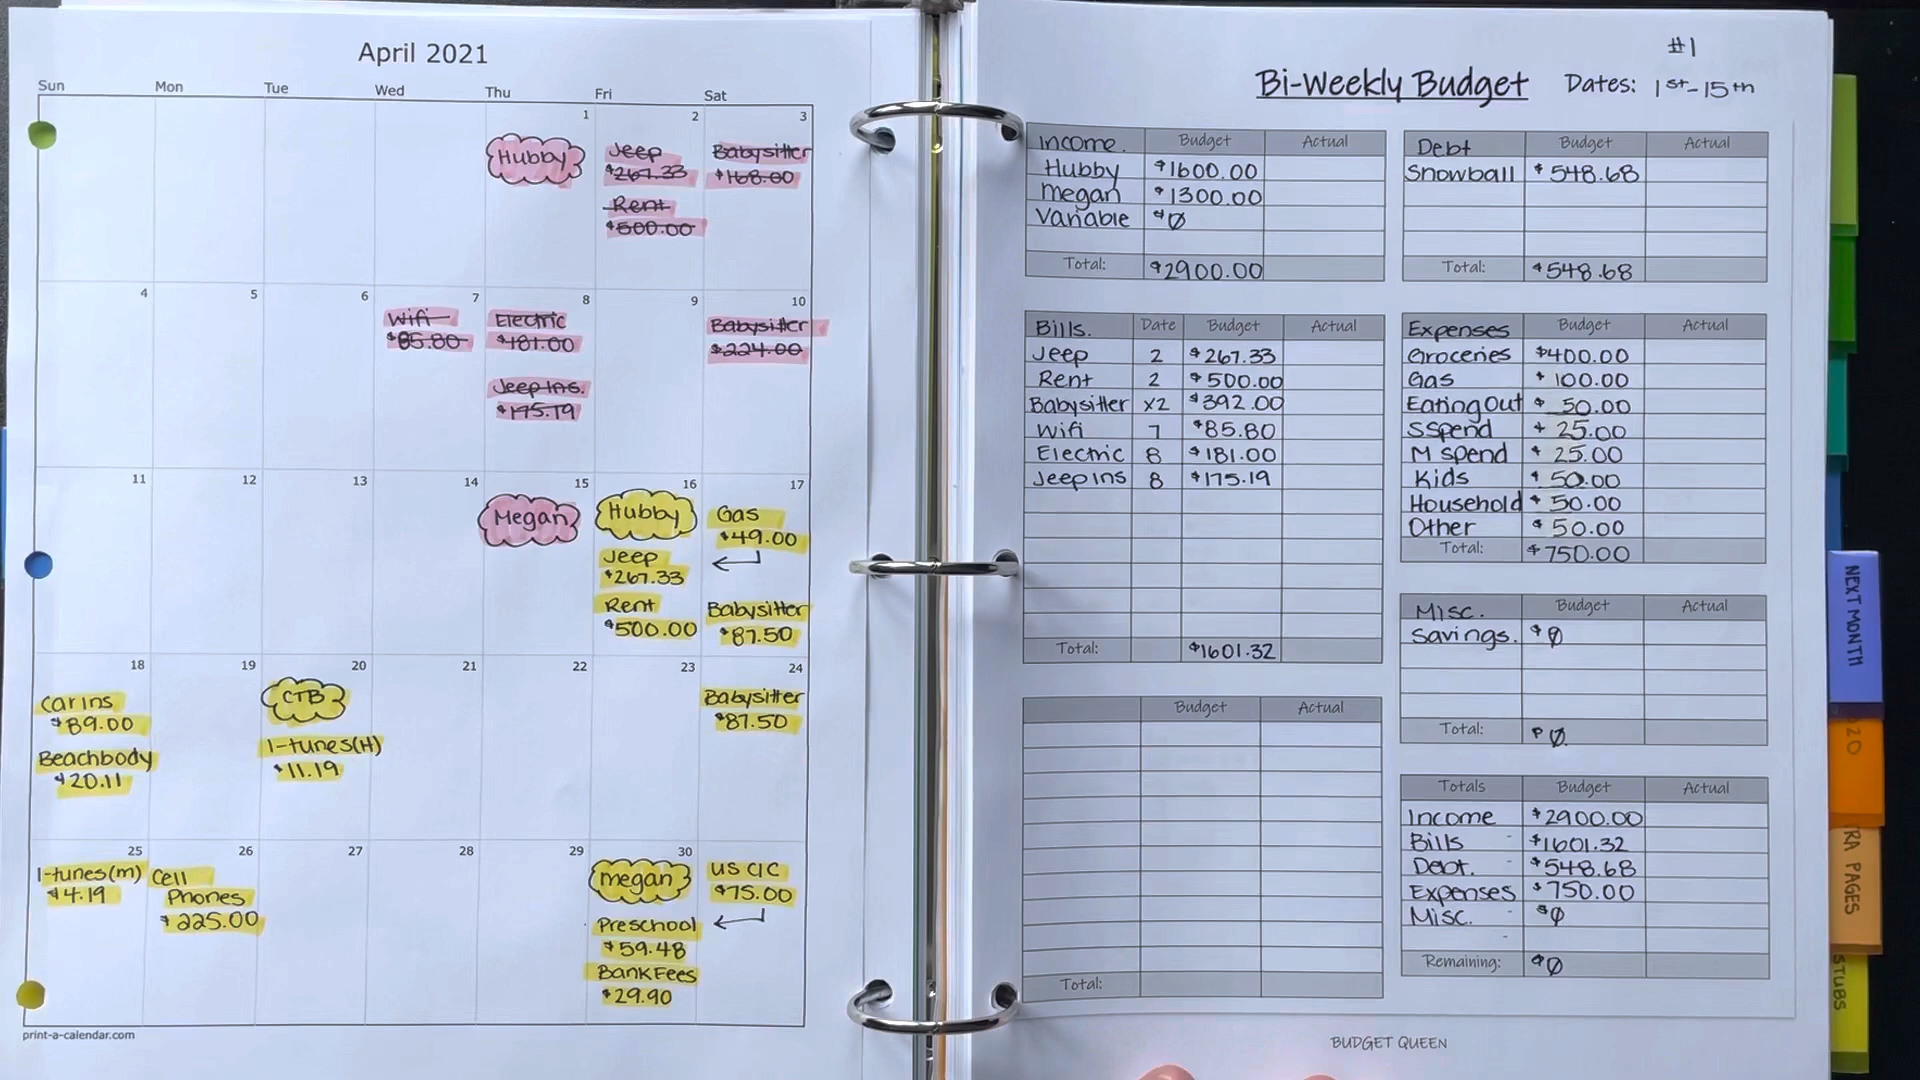 April 2021
Sun Mon Tue Wed Thu Fri Sat
1 2 3
Hubby
Jeep
$267.33
Rent
$500.00
Babysitter
$168.00
4 5 6 7 8 9 10
Wifi
$85.80
Electric
$181.00
Jeep Ins.
$175.19
Babysitter
$224.00
11 12 13 14 15 16 17
Megan
Hubby
Jeep
$267.33
Rent
$500.00
Gas
$49.00
Babysitter
$87.50
18 19 20 21 22 23 24
Car ins
$89.00
Beachbody
$20.11
CTB
I-tunes(H)
$11.19
Babysitter
$87.50
25 26 27 28 29 30
I-tunes(m)
$4.19
Cell
Phones
$225.00
megan
Preschool
$59.48
Bank Fees
$29.90
US CIC
$75.00
print-a-calendar.com
#1
Bi-Weekly Budget Dates: 1st-15th
Income. Budget Actual
Hubby $1600.00
megan $1300.00
Variable $0
Total: $2900.00
Debt Budget Actual
Snowball $548.68
Total: $548.68
Bills. Date Budget Actual
Jeep 2 $267.33
Rent 2 $500.00
Babysitter x2 $392.00
Wifi 7 $85.80
Electric 8 $181.00
Jeep Ins 8 $175.19
Total: $1601.32
Expenses Budget Actual
Groceries $400.00
Gas $100.00
Eating Out $50.00
S spend $25.00
M spend $25.00
Kids $50.00
Household $50.00
Other $50.00
Total: $750.00
Misc. Budget Actual
Savings. $0
Total: $0
Budget Actual
Total:
Totals Budget Actual
Income $2900.00
Bills $1601.32
Debt. $548.68
Expenses $750.00
Misc. $0
Remaining: $0
BUDGET QUEEN
NEXT MONTH
20
RA PAGES
STUBS